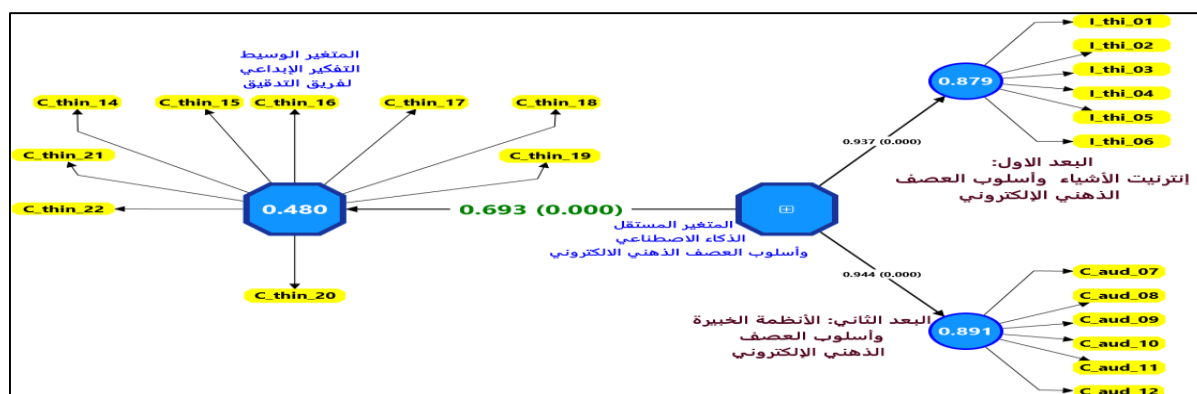 I_thi_01
I_thi_02
I_thi_03
I_thi_04
I_thi_05
I_thi_06
0.879
0.937 (0.000)
البعد الاول:
إنترنيت الأشياء وأسلوب العصف
الذهني الإلكتروني
المتغير الوسيط
التفكير الإبداعي
لفريق التدقيق
C_thin_14
C_thin_15
C_thin_16
C_thin_17
C_thin_18
C_thin_21
C_thin_19
C_thin_22
0.480
0.693 (0.000)
C_thin_20
المتغير المستقل
الذكاء الاصطناعي
وأسلوب العصف الذهني الالكتروني
0.944 (0.000)
البعد الثاني: الأنظمة الخبيرة
وأسلوب العصف
الذهني الإلكتروني
0.891
C_aud_07
C_aud_08
C_aud_09
C_aud_10
C_aud_11
C_aud_12